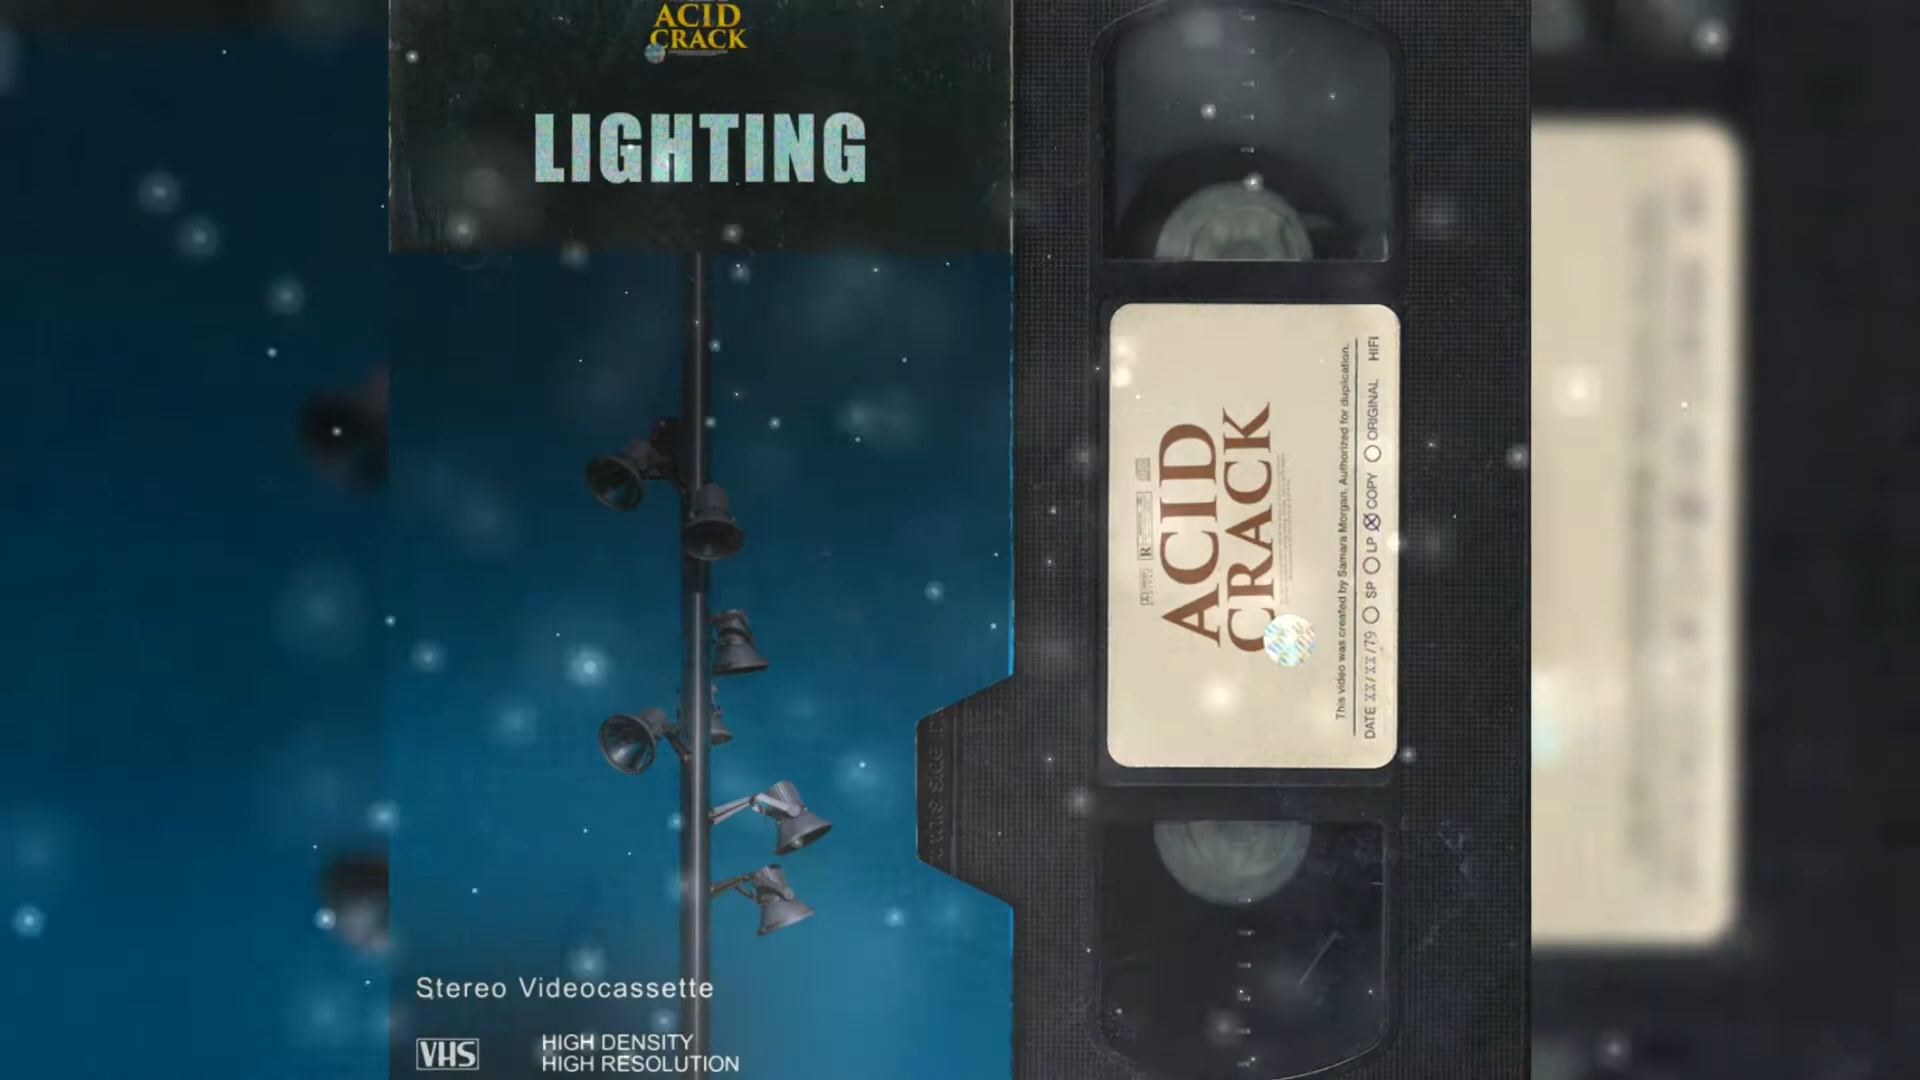 ACID
CRACK
LIGHTING
Stereo Videocassette
VHS
HIGH DENSITY
HIGH RESOLUTION
R
ACID
CRACK
This video was created by Samara Morgan. Authorized for duplication.
DATE XX/XX/79 SP LP COPY ORIGINAL HIFI